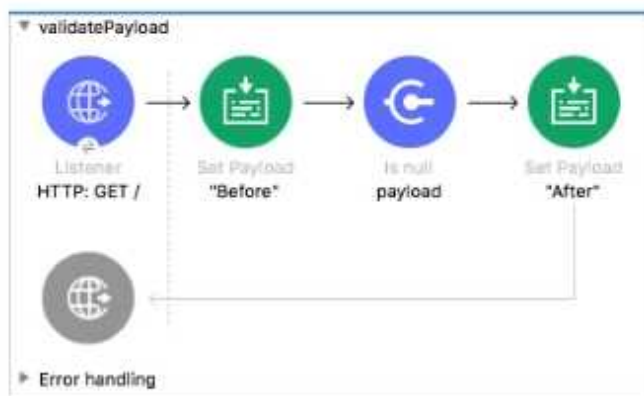 validatePayload
Listener
HTTP: GET /
Set Payload
"Before"
Is null
payload
Set Payload
"After"
Error handling